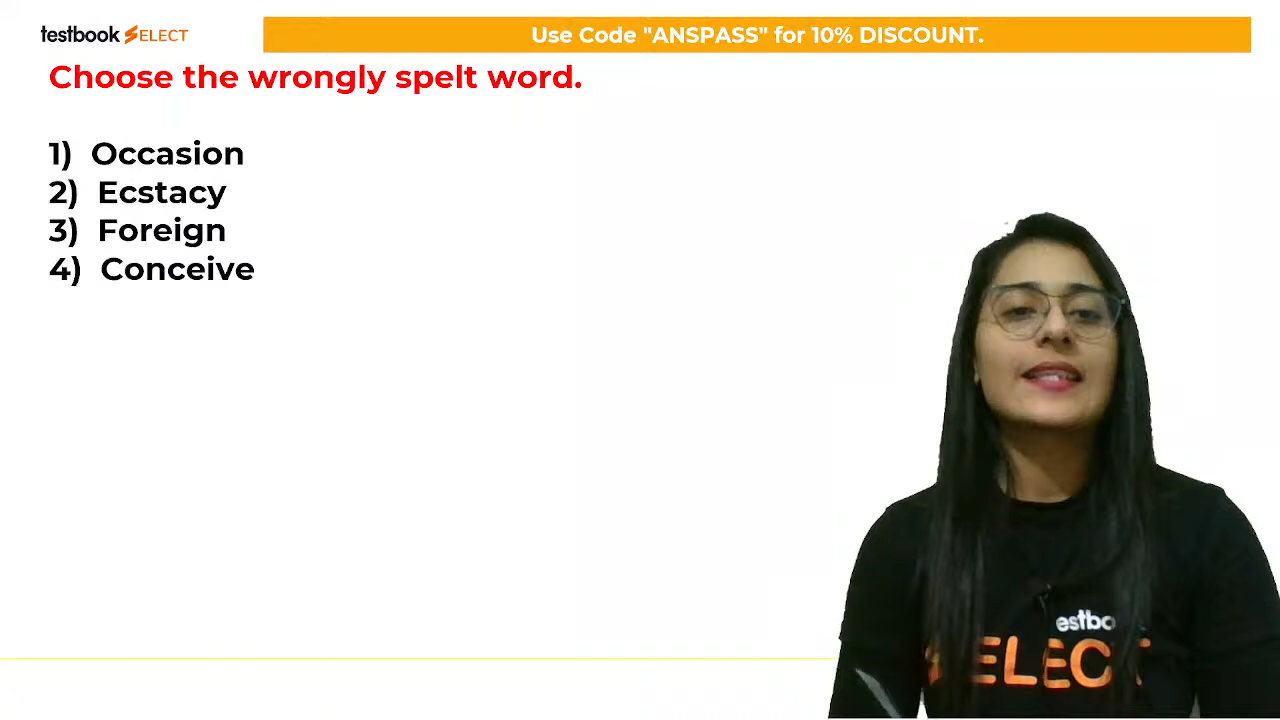 testbook SELECT
Use Code "ANSPASS" for 10% DISCOUNT.
Choose the wrongly spelt word.
1) Occasion
2) Ecstacy
3) Foreign
4) Conceive
estbo
SELECT